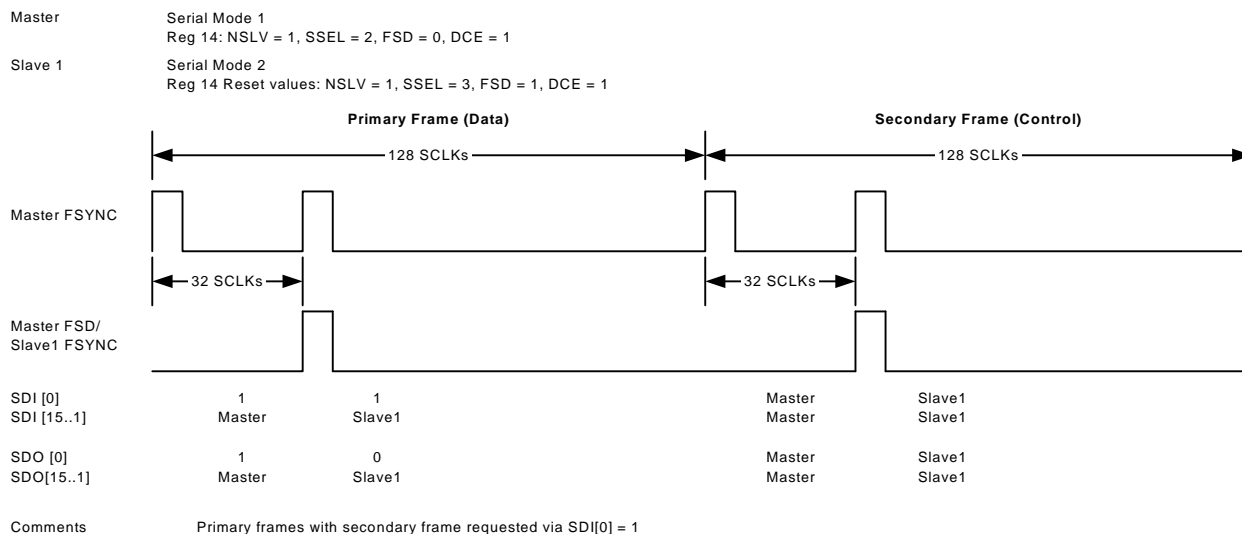 Master Serial Mode 1
Reg 14: NSLV = 1, SSEL = 2, FSD = 0, DCE = 1
Slave 1 Serial Mode 2
Reg 14 Reset values: NSLV = 1, SSEL = 3, FSD = 1, DCE = 1
Primary Frame (Data) Secondary Frame (Control)
128 SCLKs 128 SCLKs
Master FSYNC
32 SCLKs 32 SCLKs
Master FSD/
Slave1 FSYNC
SDI [0] 1 1 Master Slave1
SDI [15..1] Master Slave1 Master Slave1
SDO [0] 1 0 Master Slave1
SDO[15..1] Master Slave1 Master Slave1
Comments Primary frames with secondary frame requested via SDI[0] = 1